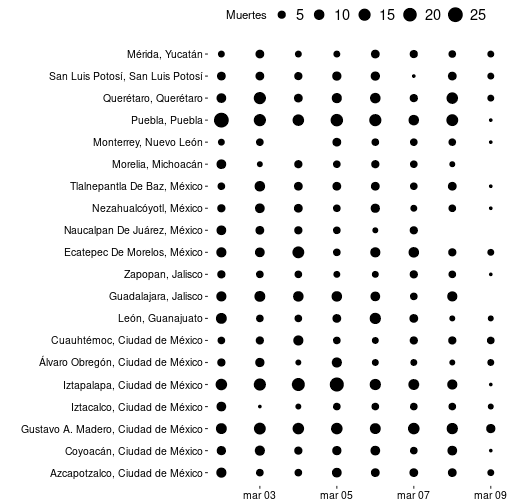 Muertes 5 10 15 20 25
Mérida, Yucatán
San Luis Potosí, San Luis Potosí
Querétaro, Querétaro
Puebla, Puebla
Monterrey, Nuevo León
Morelia, Michoacán
Tlalnepantla De Baz, México
Nezahualcóyotl, México
Naucalpan De Juárez, México
Ecatepec De Morelos, México
Zapopan, Jalisco
Guadalajara, Jalisco
León, Guanajuato
Cuauhtémoc, Ciudad de México
Álvaro Obregón, Ciudad de México
Iztapalapa, Ciudad de México
Iztacalco, Ciudad de México
Gustavo A. Madero, Ciudad de México
Coyoacán, Ciudad de México
Azcapotzalco, Ciudad de México
mar 03 mar 05 mar 07 mar 09